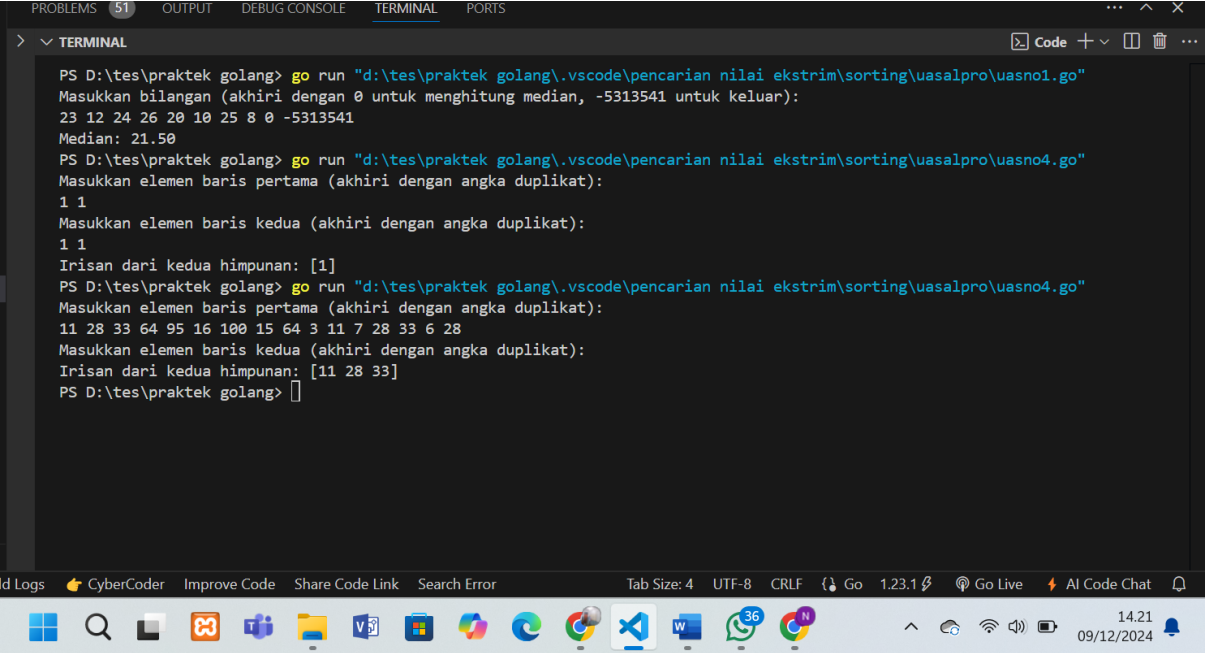 PROBLEMS 51 OUTPUT DEBUG CONSOLE TERMINAL PORTS
TERMINAL Code
PS D:\tes\praktek golang> go run "d:\tes\praktek golang\.vscode\pencarian nilai ekstrim\sorting\uasalpro\uasno1.go"
Masukkan bilangan (akhiri dengan 0 untuk menghitung median, -5313541 untuk keluar):
23 12 24 26 20 10 25 8 0 -5313541
Median: 21.50
PS D:\tes\praktek golang> go run "d:\tes\praktek golang\.vscode\pencarian nilai ekstrim\sorting\uasalpro\uasno4.go"
Masukkan elemen baris pertama (akhiri dengan angka duplikat):
1 1
Masukkan elemen baris kedua (akhiri dengan angka duplikat):
1 1
Irisan dari kedua himpunan: [1]
PS D:\tes\praktek golang> go run "d:\tes\praktek golang\.vscode\pencarian nilai ekstrim\sorting\uasalpro\uasno4.go"
Masukkan elemen baris pertama (akhiri dengan angka duplikat):
11 28 33 64 95 16 100 15 64 3 11 7 28 33 6 28
Masukkan elemen baris kedua (akhiri dengan angka duplikat):
Irisan dari kedua himpunan: [11 28 33]
PS D:\tes\praktek golang>
ld Logs CyberCoder Improve Code Share Code Link Search Error Tab Size: 4 UTF-8 CRLF Go 1.23.1 Go Live AI Code Chat
36 N 14.21
09/12/2024